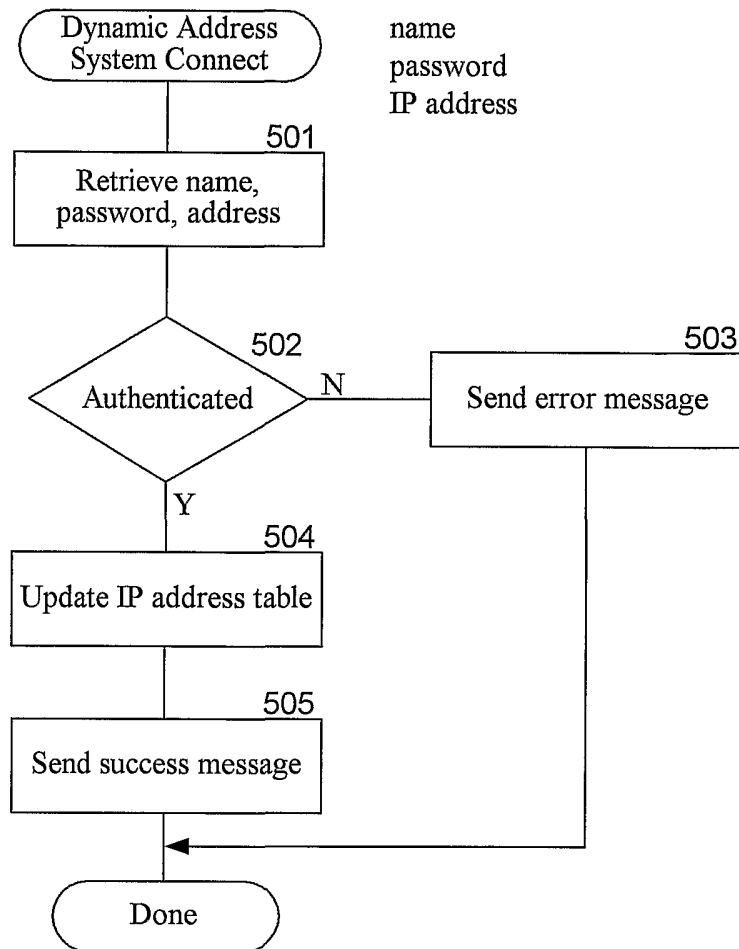 Dynamic Address
System Connect
name
password
IP address
501
Retrieve name,
password, address
502
Authenticated
N
503
Send error message
Y
504
Update IP address table
505
Send success message
Done